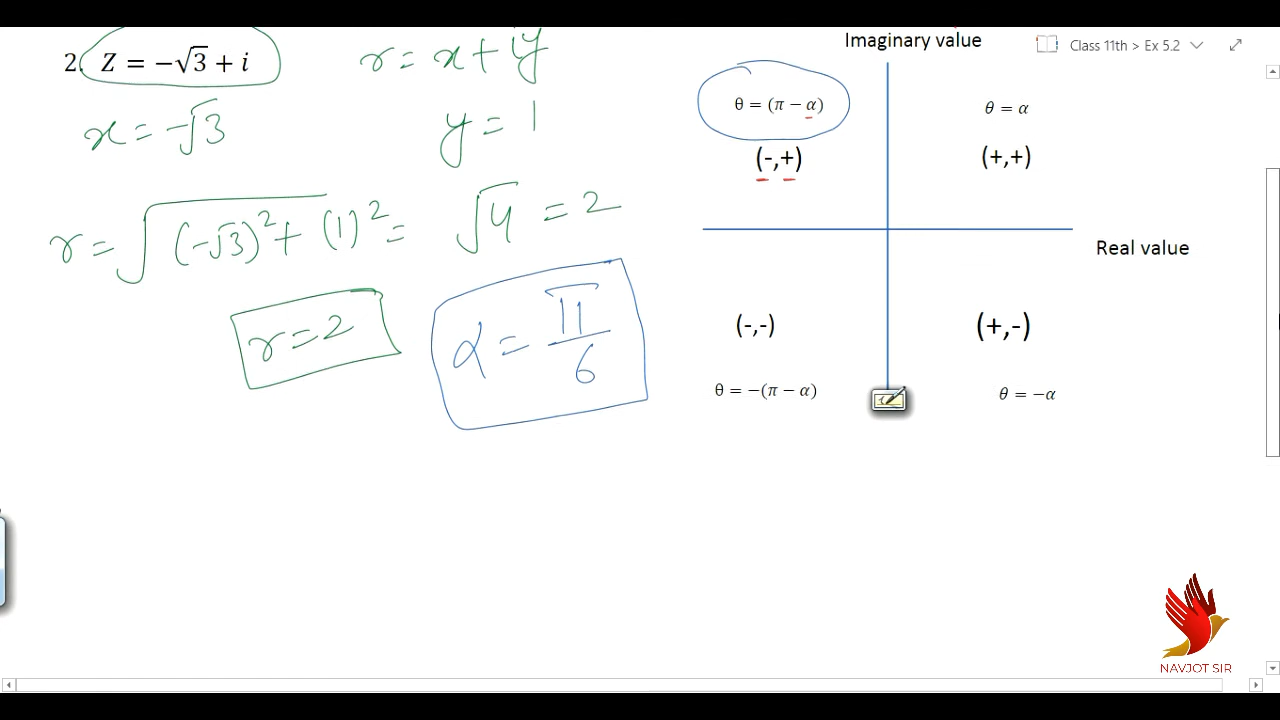 2. Z = −√3 + i
r = x + iy
x = -√3
y = 1
r = √(-√3)² + (1)² = √4 = 2
r = 2
α = π/6
Imaginary value
Class 11th > Ex 5.2
θ = (π − α)
θ = α
(-,+)
(+,+)
Real value
(-,-)
(+,-)
θ = −(π − α)
θ = −α
NAVJOT SIR